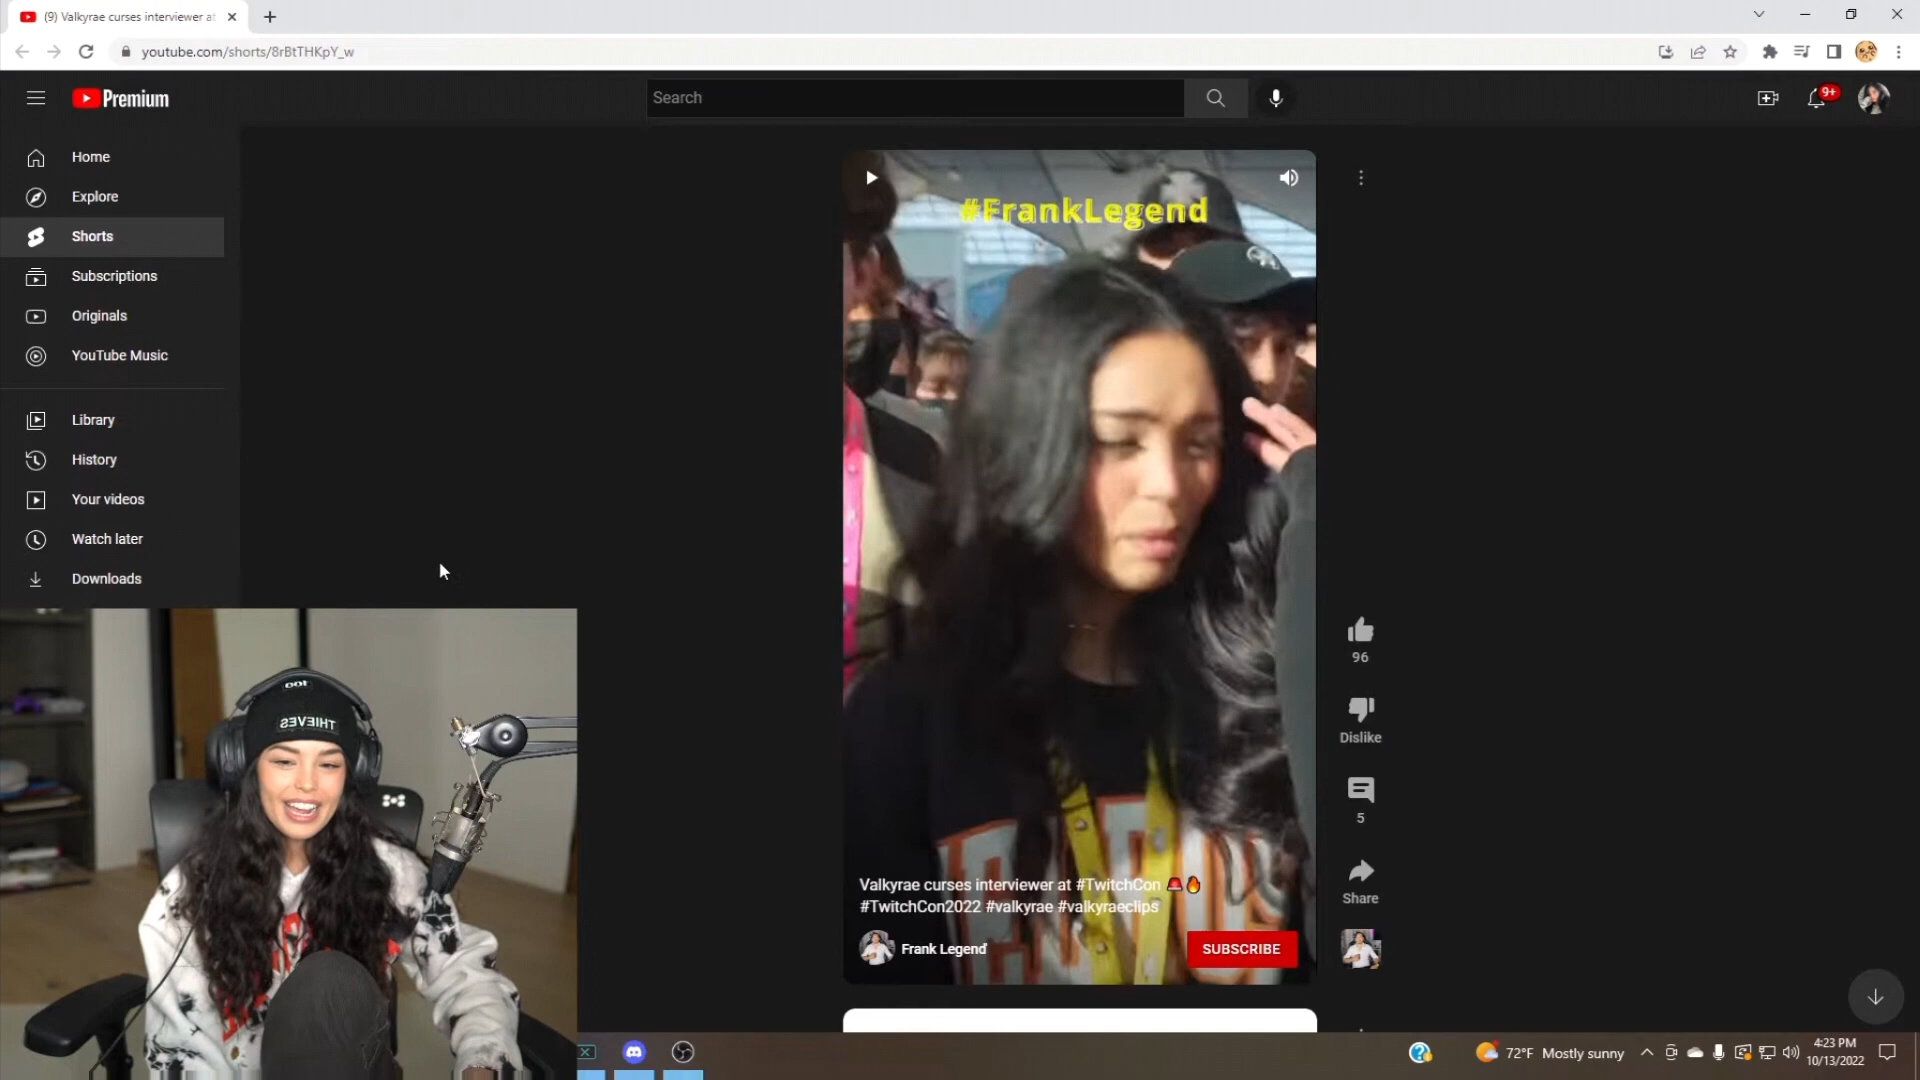 (9) Valkyrae curses interviewer at
youtube.com/shorts/8rBtTHKpY_w
Premium
Search
9+
Home
Explore
Shorts
Subscriptions
Originals
YouTube Music
Library
History
Your videos
Watch later
Downloads
#FrankLegend
96
Dislike
5
Share
Valkyrae curses interviewer at #TwitchCon 🚨🔥
#TwitchCon2022 #valkyrae #valkyraeclips
Frank Legend
SUBSCRIBE
THIEVES
72°F Mostly sunny
4:23 PM
10/13/2022